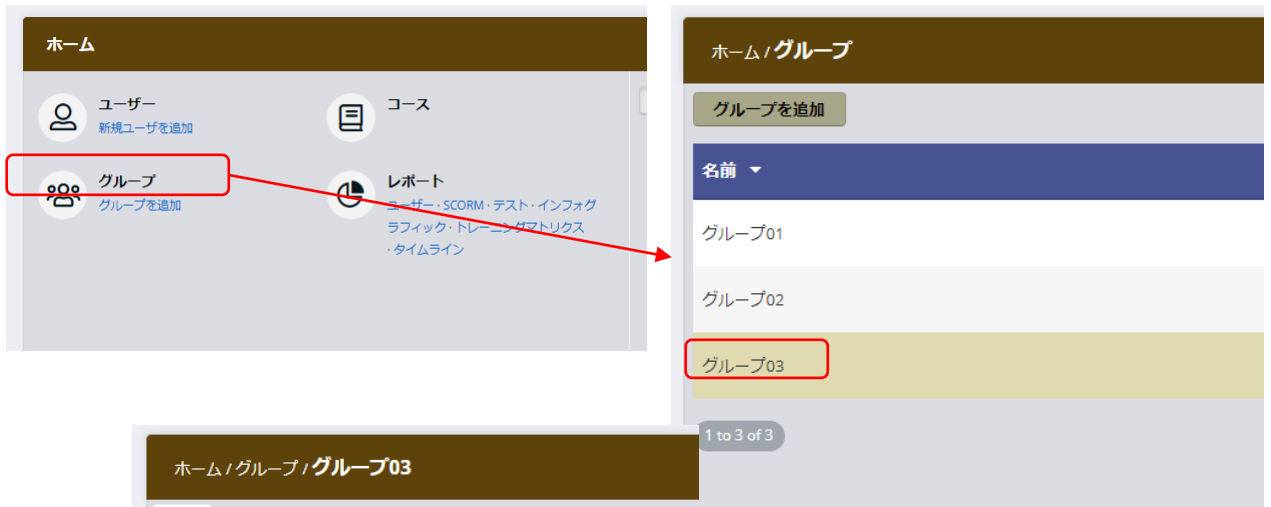 ホーム
ユーザー
新規ユーザを追加
コース
グループ
グループを追加
レポート
ユーザー · SCORM · テスト · インフォグ
ラフィック · トレーニングマトリクス
· タイムライン
ホーム / グループ
グループを追加
名前
グループ01
グループ02
グループ03
1 to 3 of 3
ホーム / グループ / グループ03